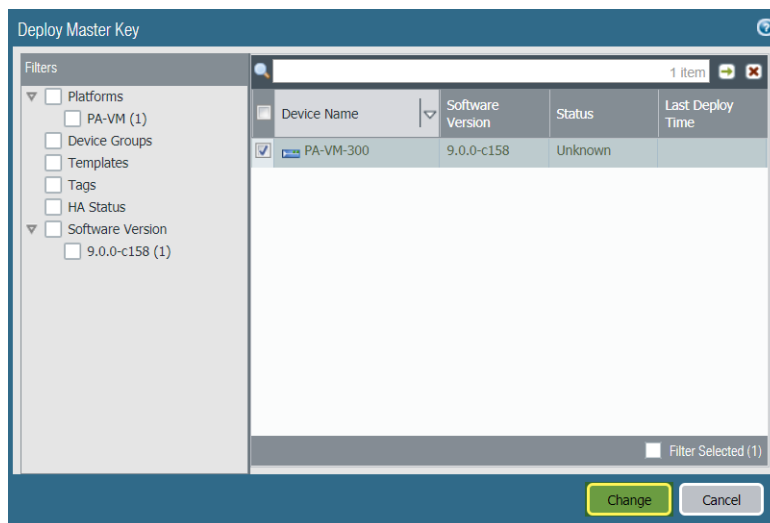 Deploy Master Key
Filters
Platforms
PA-VM (1)
Device Groups
Templates
Tags
HA Status
Software Version
9.0.0-c158 (1)
1 item
Device Name
Software
Version
Status
Last Deploy
Time
PA-VM-300
9.0.0-c158
Unknown
Filter Selected (1)
Change
Cancel